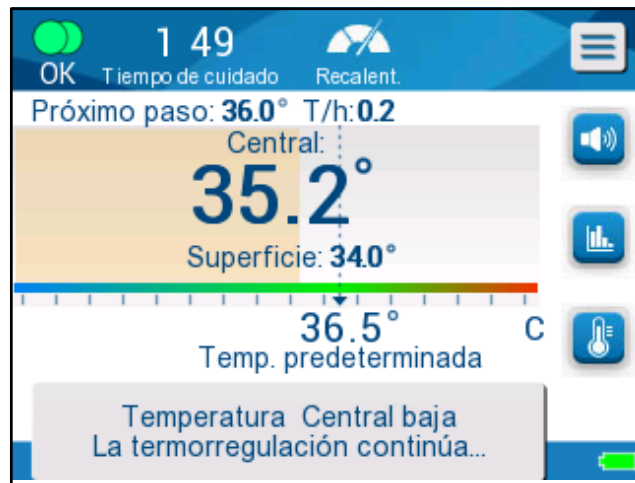 1 49
OK Tiempo de cuidado Recalent.
Próximo paso: 36.0° T/h:0.2
Central:
35.2°
Superficie: 34.0°
36.5° C
Temp. predeterminada
Temperatura Central baja
La termorregulación continúa...